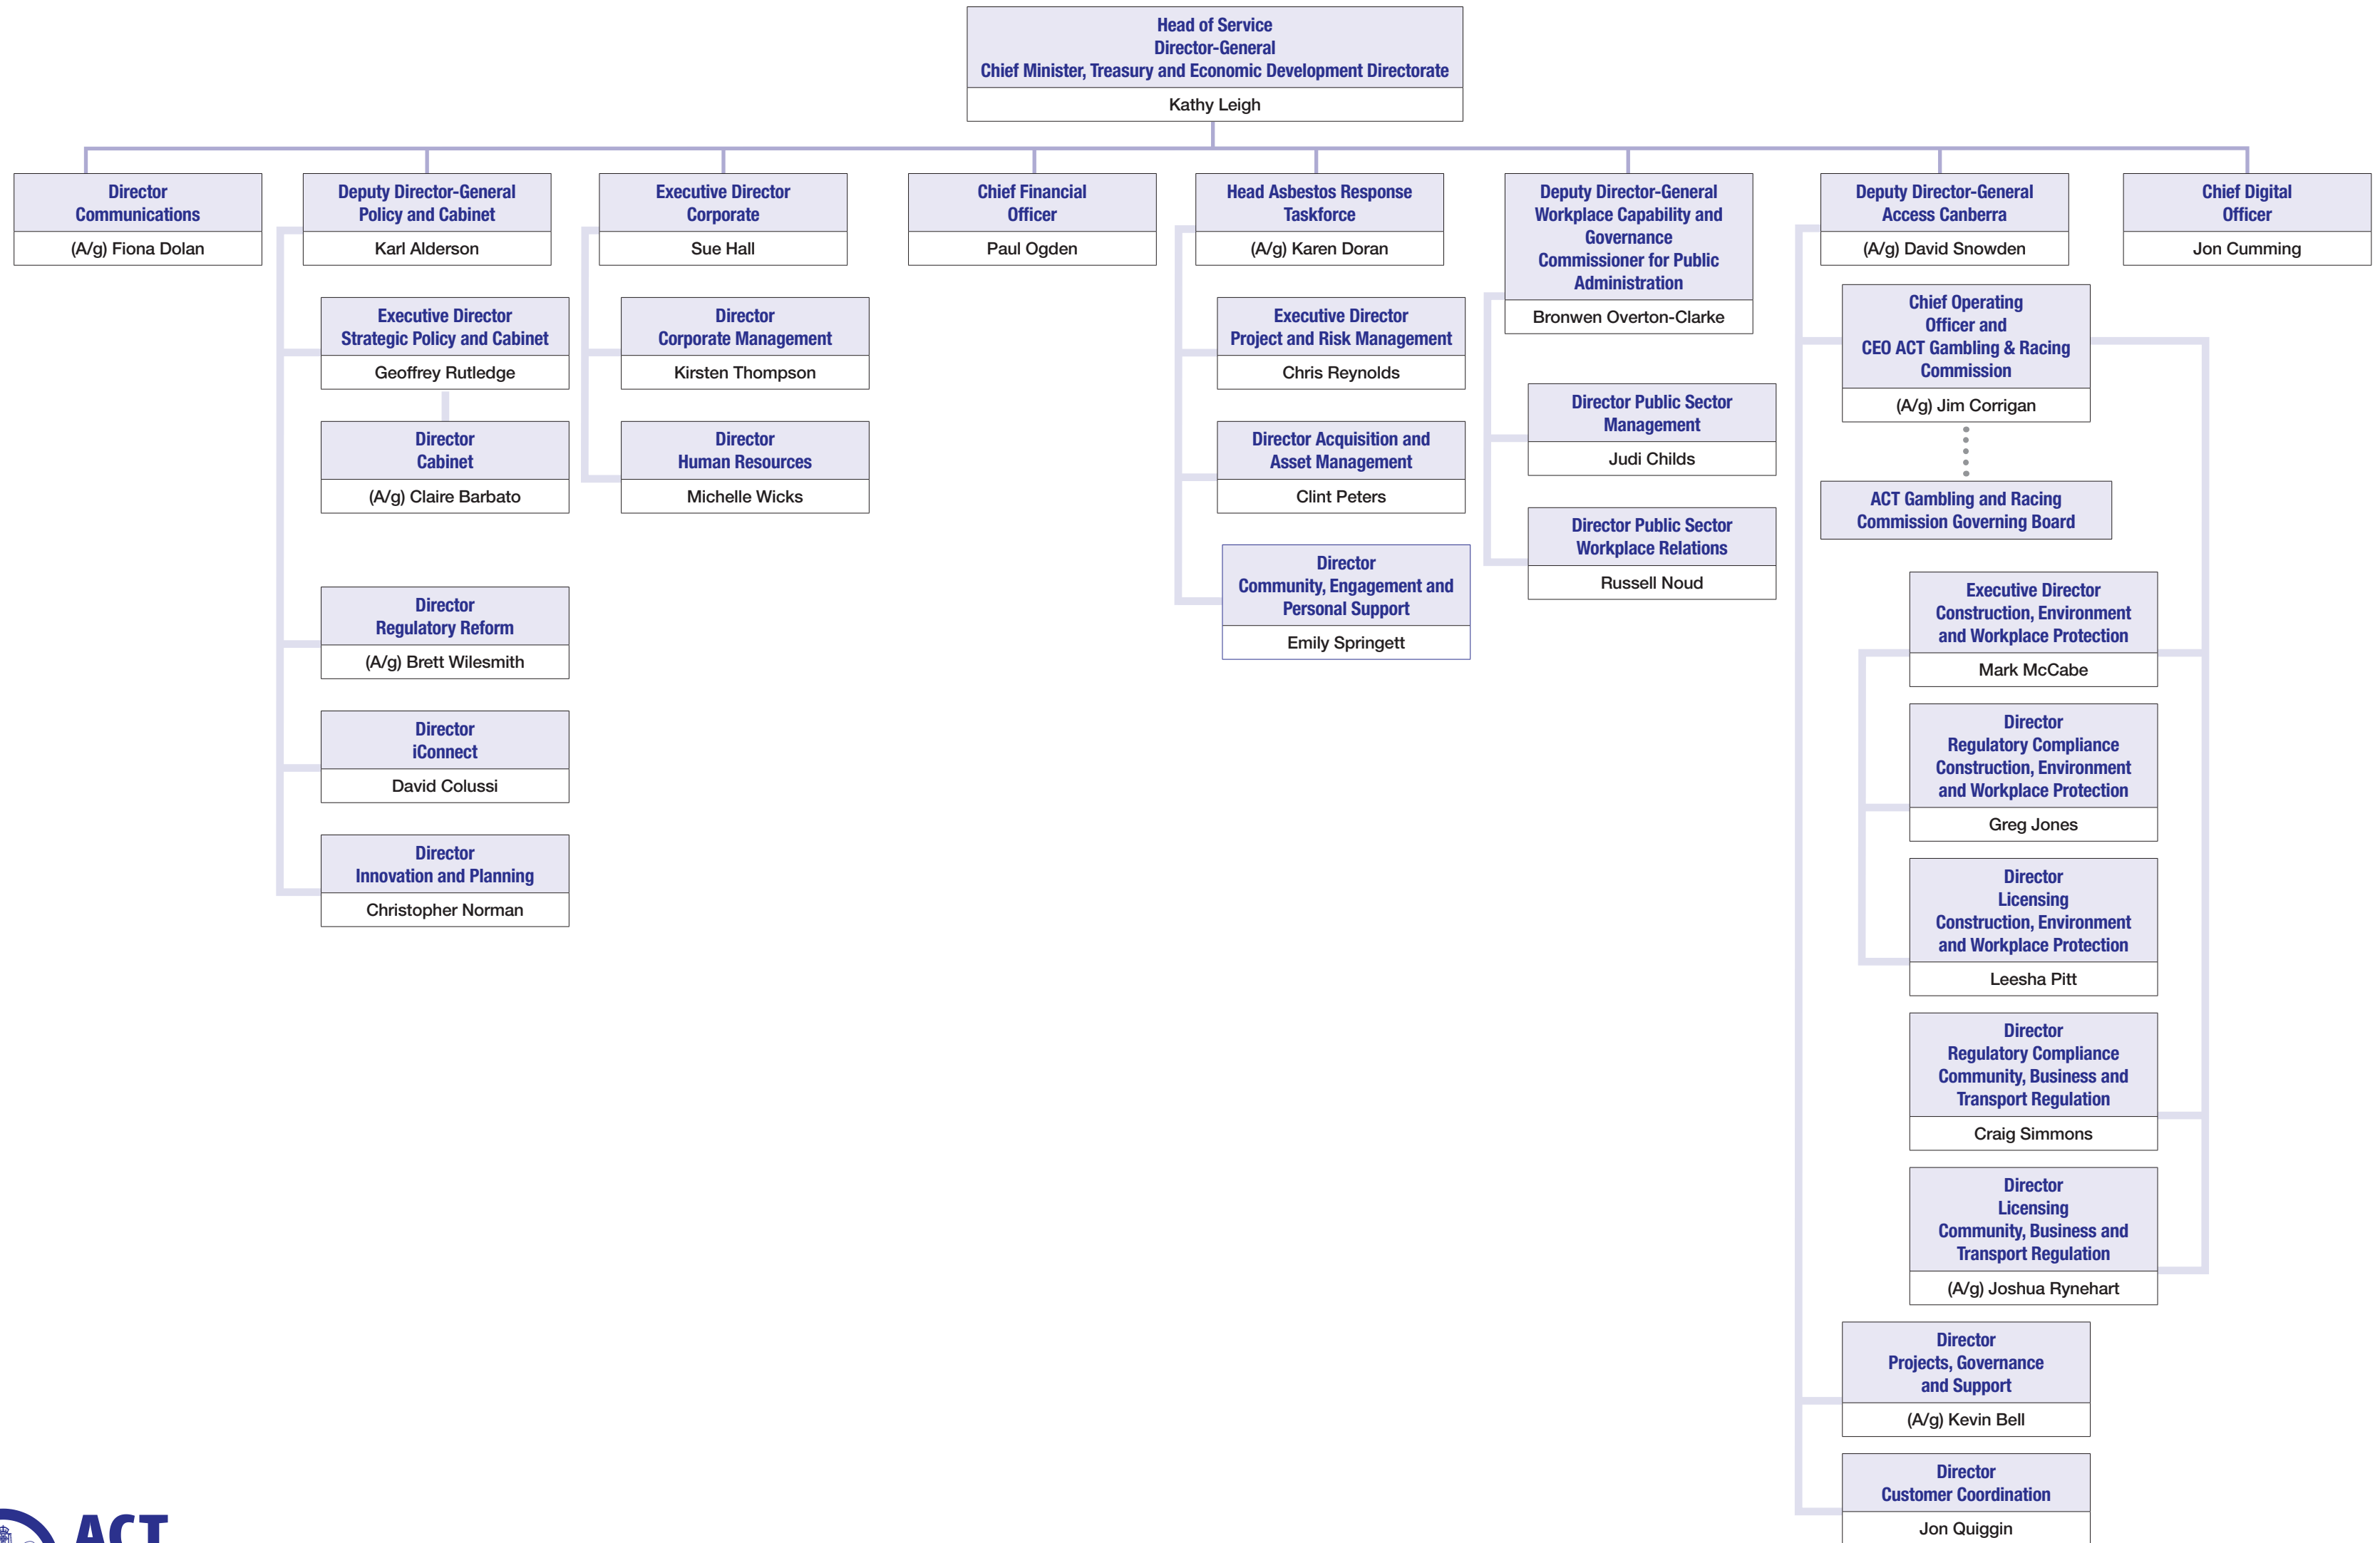 Head of Service
Director-General
Chief Minister, Treasury and Economic Development Directorate
Kathy Leigh
Director
Communications
(A/g) Fiona Dolan
Deputy Director-General
Policy and Cabinet
Karl Alderson
Executive Director
Strategic Policy and Cabinet
Geoffrey Rutledge
Director
Cabinet
(A/g) Claire Barbato
Director
Regulatory Reform
(A/g) Brett Wilesmith
Director
iConnect
David Colussi
Director
Innovation and Planning
Christopher Norman
Executive Director
Corporate
Sue Hall
Director
Corporate Management
Kirsten Thompson
Director
Human Resources
Michelle Wicks
Chief Financial
Officer
Paul Ogden
Head Asbestos Response
Taskforce
(A/g) Karen Doran
Executive Director
Project and Risk Management
Chris Reynolds
Director Acquisition and
Asset Management
Clint Peters
Director
Community, Engagement and
Personal Support
Emily Springett
Deputy Director-General
Workplace Capability and
Governance
Commissioner for Public
Administration
Bronwen Overton-Clarke
Director Public Sector
Management
Judi Childs
Director Public Sector
Workplace Relations
Russell Noud
Deputy Director-General
Access Canberra
(A/g) David Snowden
Chief Operating
Officer and
CEO ACT Gambling & Racing
Commission
(A/g) Jim Corrigan
ACT Gambling and Racing
Commission Governing Board
Executive Director
Construction, Environment
and Workplace Protection
Mark McCabe
Director
Regulatory Compliance
Construction, Environment
and Workplace Protection
Greg Jones
Director
Licensing
Construction, Environment
and Workplace Protection
Leesha Pitt
Director
Regulatory Compliance
Community, Business and
Transport Regulation
Craig Simmons
Director
Licensing
Community, Business and
Transport Regulation
(A/g) Joshua Rynehart
Director
Projects, Governance
and Support
(A/g) Kevin Bell
Director
Customer Coordination
Jon Quiggin
Chief Digital
Officer
Jon Cumming
ACT